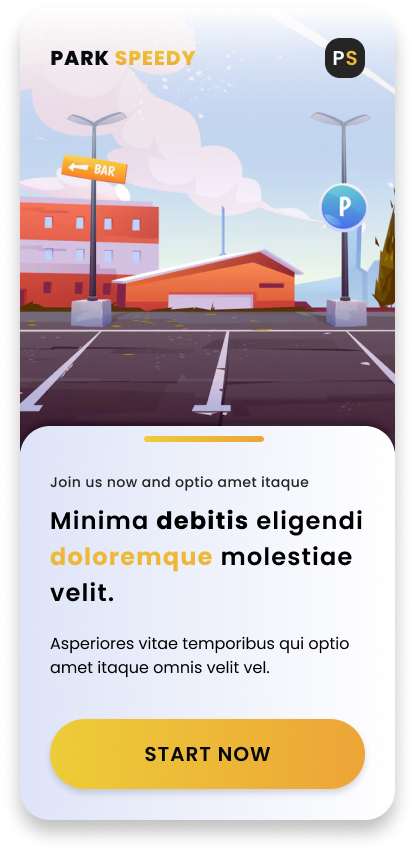 PARK SPEEDY
PS
BAR
P
Join us now and optio amet itaque
Minima debitis eligendi
doloremque molestiae
velit.
Asperiores vitae temporibus qui optio
amet itaque omnis velit vel.
START NOW